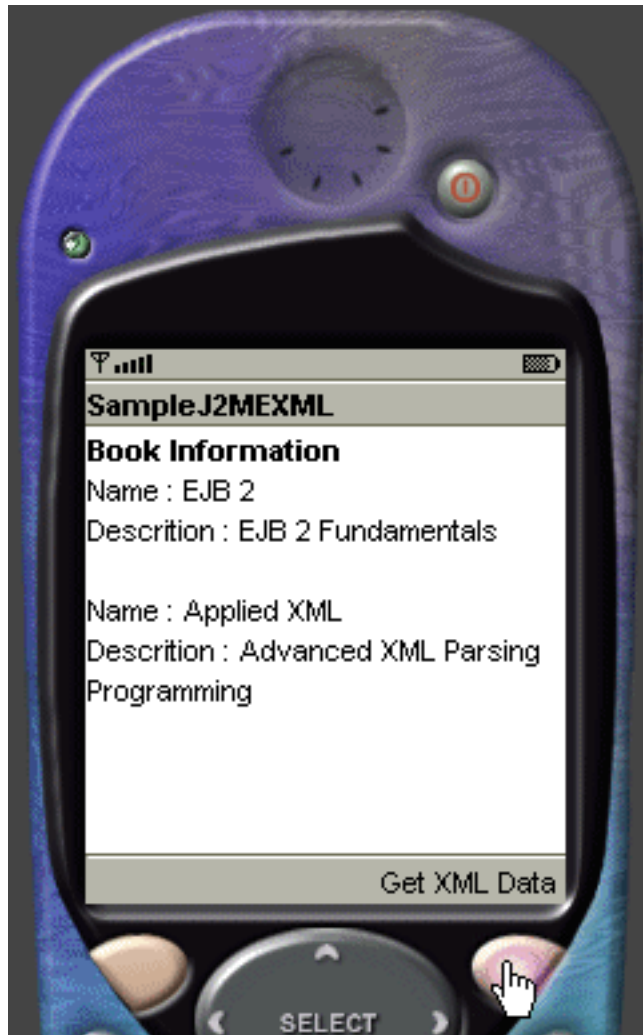 SampleJ2MEXML
Book Information
Name : EJB 2
Descrition : EJB 2 Fundamentals
Name : Applied XML
Descrition : Advanced XML Parsing
Programming
Get XML Data
SELECT